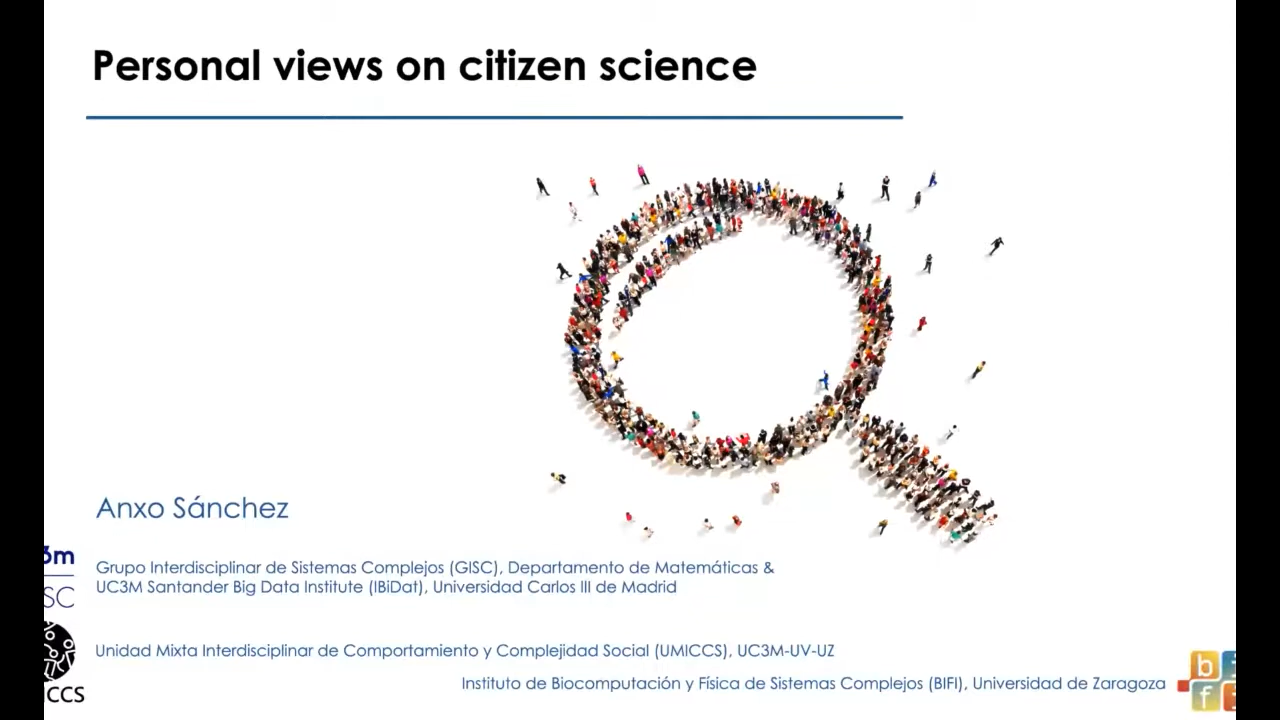 Personal views on citizen science
Anxo Sánchez
Grupo Interdisciplinar de Sistemas Complejos (GISC), Departamento de Matemáticas &
UC3M Santander Big Data Institute (IBiDat), Universidad Carlos III de Madrid
Unidad Mixta Interdisciplinar de Comportamiento y Complejidad Social (UMICCS), UC3M-UV-UZ
Instituto de Biocomputación y Física de Sistemas Complejos (BIFI), Universidad de Zaragoza